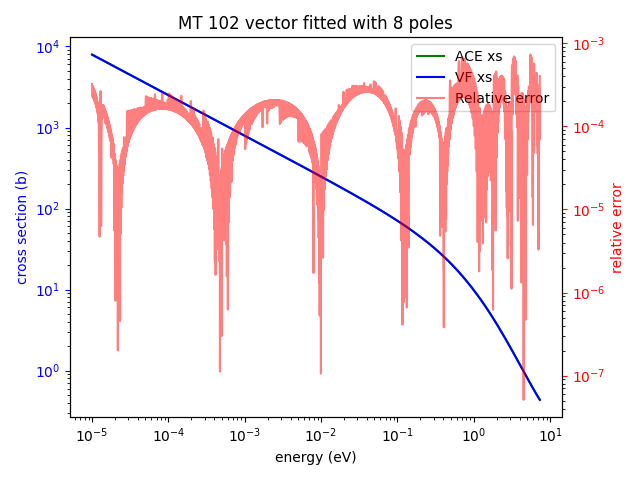 MT 102 vector fitted with 8 poles
ACE xs
VF xs
Relative error
cross section (b)
10^4
10^3
10^2
10^1
10^0
10^-3
10^-4
10^-5
10^-6
10^-7
relative error
10^-5 10^-4 10^-3 10^-2 10^-1 10^0 10^1
energy (eV)